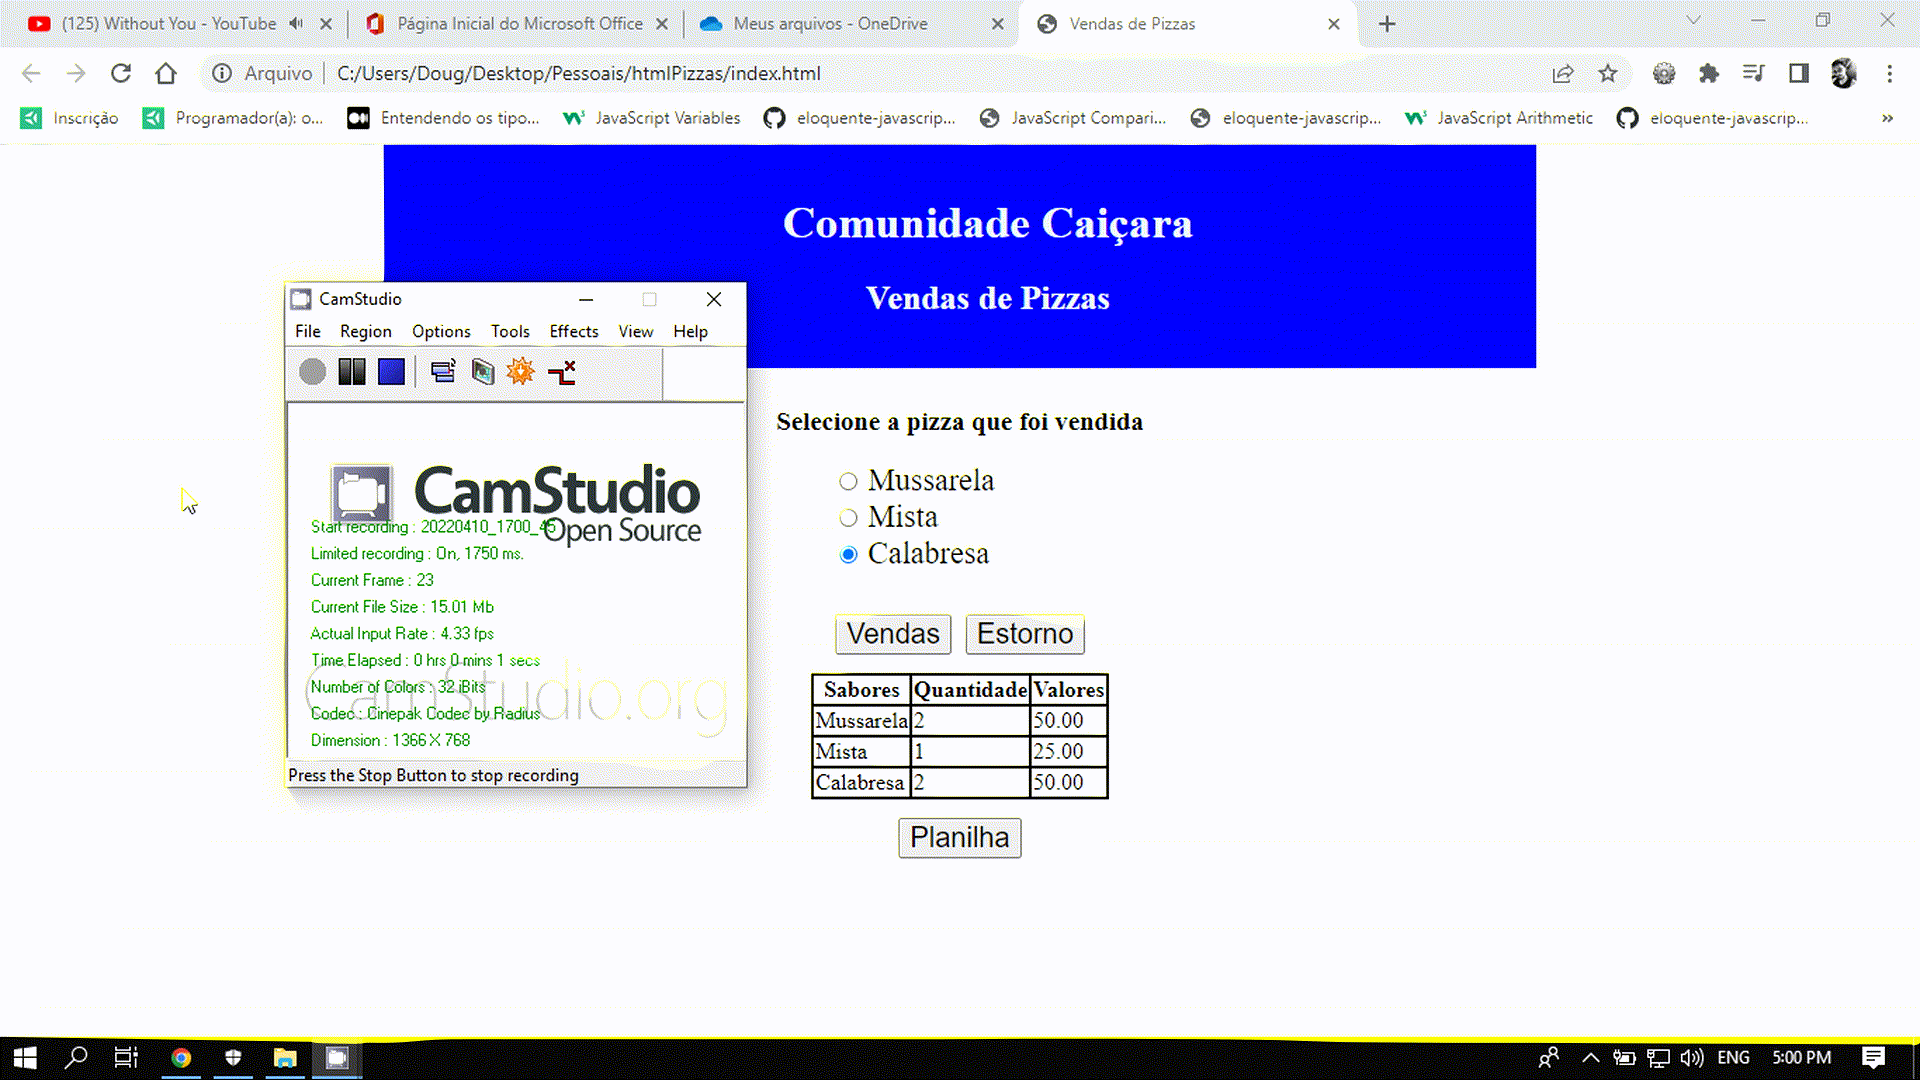 (125) Without You - YouTube
Página Inicial do Microsoft Office
Meus arquivos - OneDrive
Vendas de Pizzas
Arquivo
C:/Users/Doug/Desktop/Pessoais/htmlPizzas/index.html
Inscrição
Programador(a): o...
Entendendo os tipo...
JavaScript Variables
eloquente-javascrip...
JavaScript Compari...
eloquente-javascrip...
JavaScript Arithmetic
eloquente-javascrip...
»
Comunidade Caiçara
Vendas de Pizzas
CamStudio
File Region Options Tools Effects View Help
CamStudio
Open Source
Start recording : 20220410_1700_45
Limited recording : On, 1750 ms.
Current Frame : 23
Current File Size : 15.01 Mb
Actual Input Rate : 4.33 fps
Time Elapsed : 0 hrs 0 mins 1 secs
Number of Colors : 32 iBits
CamStudio.org
Codec : Cinepak Codec by Radius
Dimension : 1366 X 768
Press the Stop Button to stop recording
Selecione a pizza que foi vendida
Mussarela
Mista
Calabresa
Vendas Estorno
Sabores Quantidade Valores
Mussarela 2 50.00
Mista 1 25.00
Calabresa 2 50.00
Planilha
ENG 5:00 PM